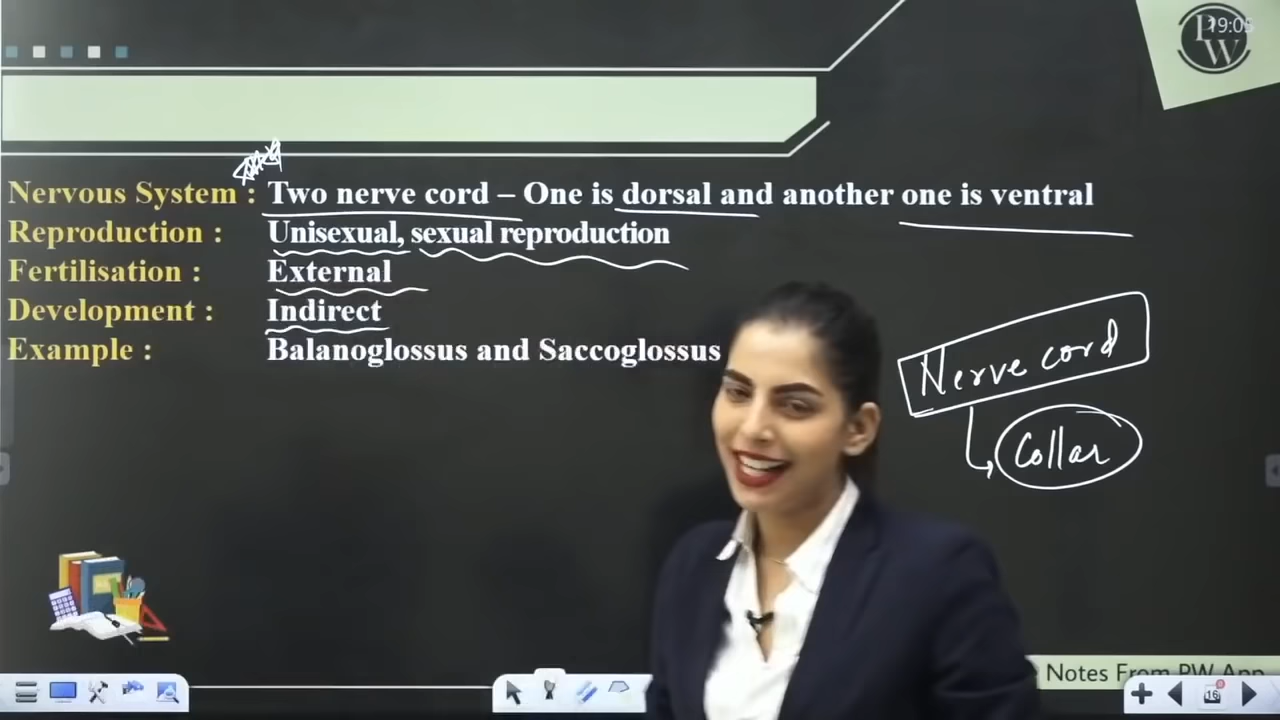 PW
19:05
Nervous System : Two nerve cord – One is dorsal and another one is ventral
Reproduction : Unisexual, sexual reproduction
Fertilisation : External
Development : Indirect
Example : Balanoglossus and Saccoglossus
Nerve cord
Collar
Notes From PW App
16